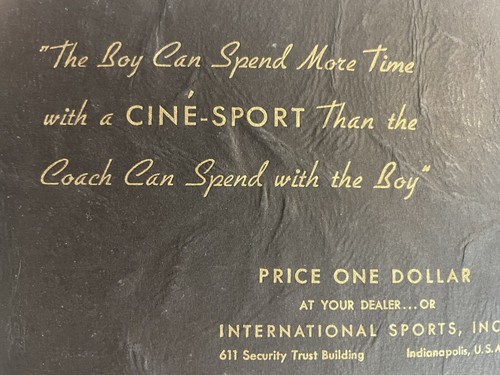 "The Boy Can Spend More Time
with a CINÉ-SPORT Than the
Coach Can Spend with the Boy"
PRICE ONE DOLLAR
AT YOUR DEALER...OR
INTERNATIONAL SPORTS, INC
611 Security Trust Building Indianapolis, U.S.A